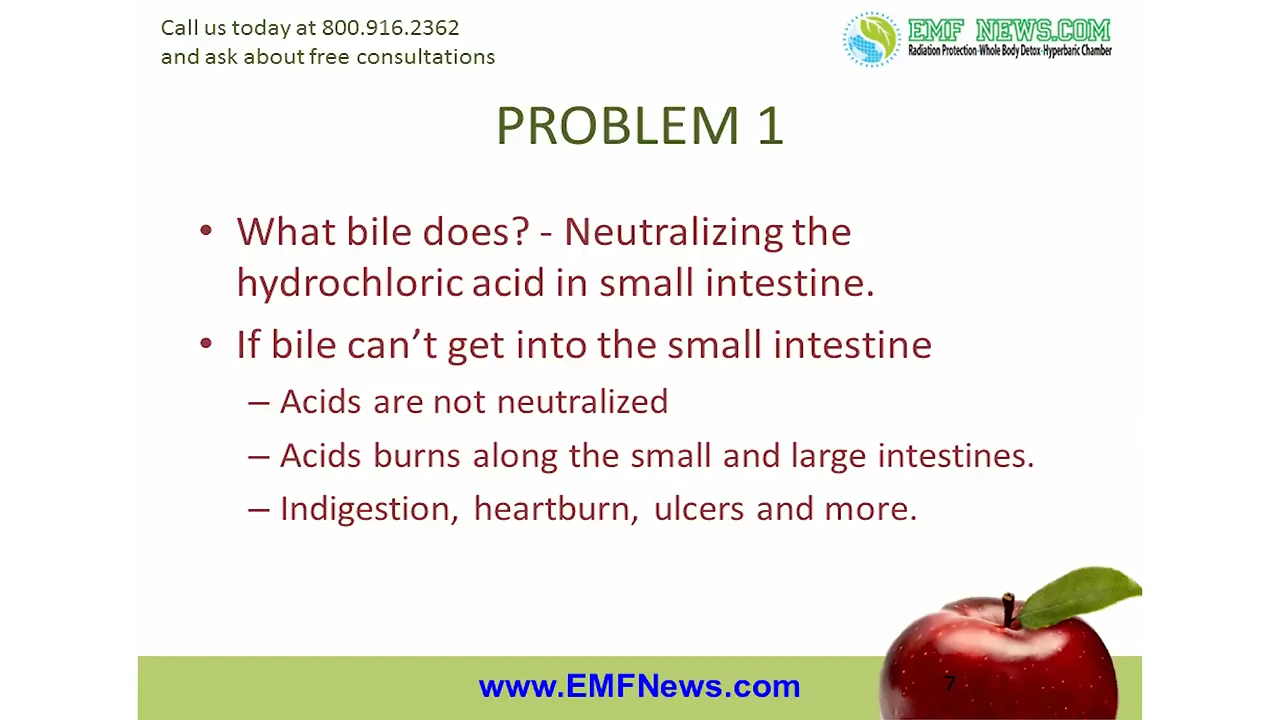 Call us today at 800.916.2362
and ask about free consultations
EMF NEWS.COM
Radiation Protection-Whole Body Detox-Hyperbaric Chamber
PROBLEM 1
• What bile does? - Neutralizing the
hydrochloric acid in small intestine.
• If bile can’t get into the small intestine
– Acids are not neutralized
– Acids burns along the small and large intestines.
– Indigestion, heartburn, ulcers and more.
www.EMFNews.com
7